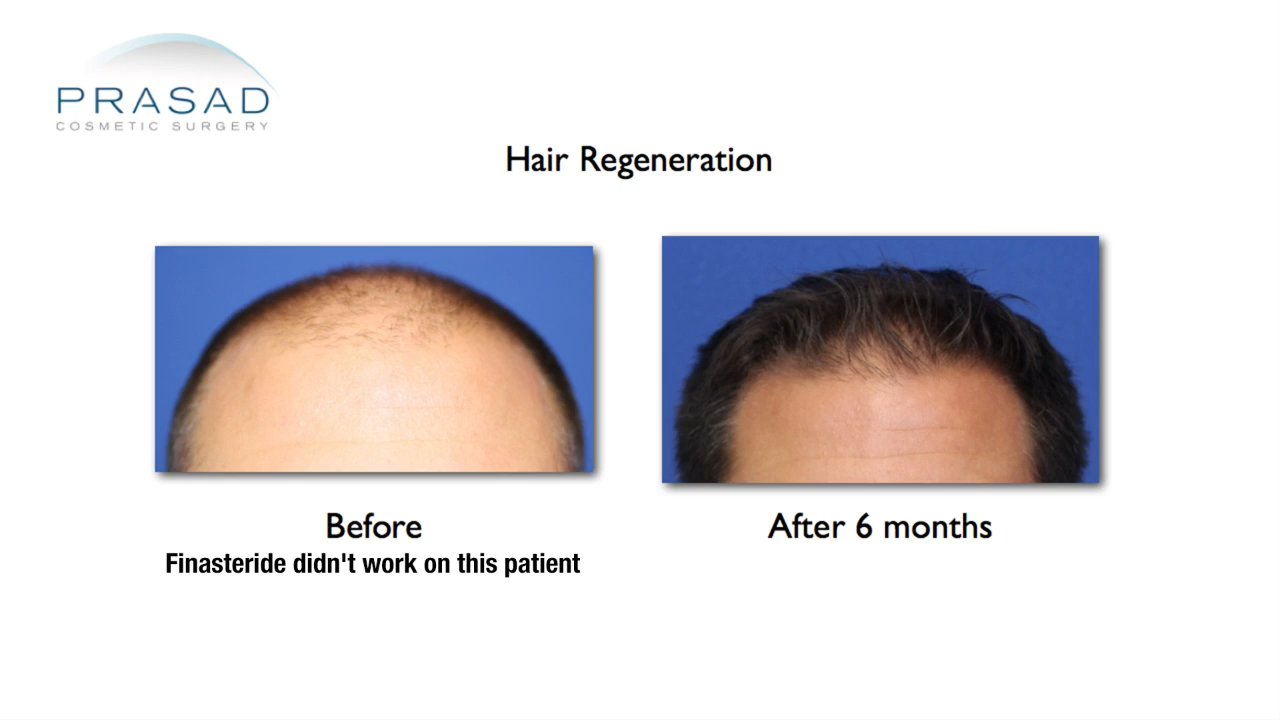 PRASAD
COSMETIC SURGERY
Hair Regeneration
Before
After 6 months
Finasteride didn't work on this patient